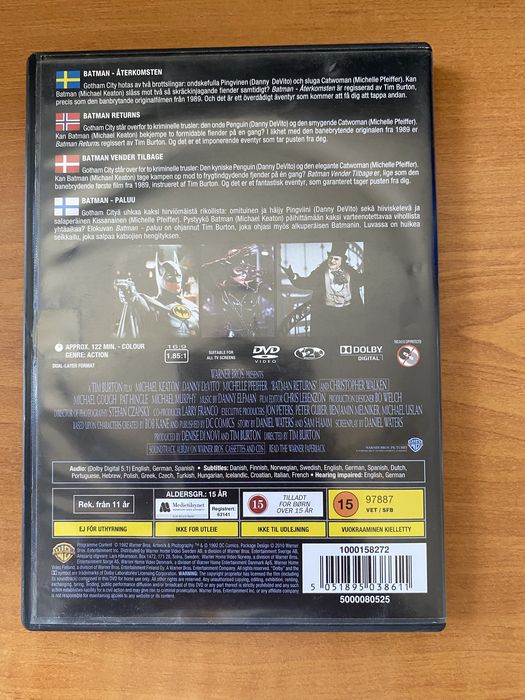 BATMAN - ÅTERKOMSTEN
Gotham City hotas av två brottslingar: ondskefulla Pingvinen (Danny DeVito) och sluga Catwoman (Michelle Pfeiffer). Kan
Batman (Michael Keaton) slåss mot två så skräckinjagande fiender samtidigt? Batman - Återkomsten är regisserad av Tim Burton,
precis som den banbrytande originalfilmen från 1989. Och det är ett överdådigt äventyr som kommer att få dig att tappa andan.
BATMAN RETURNS
Gotham City står overfor to kriminelle trusler: den onde Penguin (Danny DeVito) og den smygende Catwoman (Michelle Pfeiffer).
Kan Batman (Michael Keaton) bekjempe to formidable fiender på en gang? I likhet med den banebrytende originalen fra 1989 er
Batman Returns regissert av Tim Burton. Og det er et imponerende eventyr som tar pusten fra deg.
BATMAN VENDER TILBAGE
Gotham City står over for to kriminelle trusler: Den kyniske Penguin (Danny DeVito) og den elegante Catwoman (Michelle Pfeiffer).
Kan Batman (Michael Keaton) tage kampen op mod to frygtindgydende fiender på én gang? Batman Vender Tilbage er, lige som den
banebrydende første film fra 1989, instrueret af Tim Burton. Og det er et fantastisk eventyr, som garanteret tager pusten fra dig.
BATMAN - PALUU
Gotham Cityä uhkaa kaksi hirviömäistä rikollista: omituinen ja häijy Pingviini (Danny DeVito) sekä hiiviskelevä ja
salaperäinen Kissanainen (Michelle Pfeiffer). Pystyykö Batman (Michael Keaton) päihittämään kaksi varteenotettavaa vihollista
yhtäaikaa? Elokuvan Batman - paluu on ohjannut Tim Burton, joka ohjasi myös alkuperäisen Batmanin. Luvassa on huikea
seikkailu, joka salpaa katsojien hengityksen.
APPROX. 122 MIN. - COLOUR
GENRE: ACTION
DUAL-LAYER FORMAT
16:9
1.85:1
SUITABLE FOR
ALL TV SCREENS
DVD
VIDEO
DOLBY
DIGITAL
WARNER BROS. PRESENTS
A TIM BURTON FILM MICHAEL KEATON DANNY DEVITO MICHELLE PFEIFFER "BATMAN RETURNS" AND CHRISTOPHER WALKEN
MICHAEL GOUGH PAT HINGLE MICHAEL MURPHY MUSIC BY DANNY ELFMAN FILM EDITOR CHRIS LEBENZON PRODUCTION DESIGNER BO WELCH
DIRECTOR OF PHOTOGRAPHY STEFAN CZAPSKY CO-PRODUCER LARRY FRANCO EXECUTIVE PRODUCERS JON PETERS PETER GUBER BENJAMIN MELNIKER MICHAEL USLAN
BASED UPON CHARACTERS CREATED BY BOB KANE AND PUBLISHED BY DC COMICS STORY BY DANIEL WATERS AND SAM HAMM SCREENPLAY BY DANIEL WATERS
PRODUCED BY DENISE DI NOVI AND TIM BURTON DIRECTED BY TIM BURTON
SOUNDTRACK ALBUM ON WARNER BROS. CASSETTES AND CDS READ THE WARNER PAPERBACK
Audio: (Dolby Digital 5.1) English, German, Spanish • Subtitles: Danish, Finnish, Norwegian, Swedish, English, German, Spanish, Dutch,
Portuguese, Hebrew, Polish, Greek, Czech, Turkish, Hungarian, Icelandic, Croatian, Italian, French • Hearing impaired: English, German
Rek. från 11 år
ALDERSGR.: 15 ÅR
Medietilsynet
Registrert:
63141
15
TILLADT
FOR BØRN
OVER 15 ÅR
15
97887
VET / SFB
EJ FÖR UTHYRNING
IKKE FOR UTLEIE
IKKE TIL UDLEJNING
VUOKRAAMINEN KIELLETTY
1000158272
5 051895 038611
5000080525